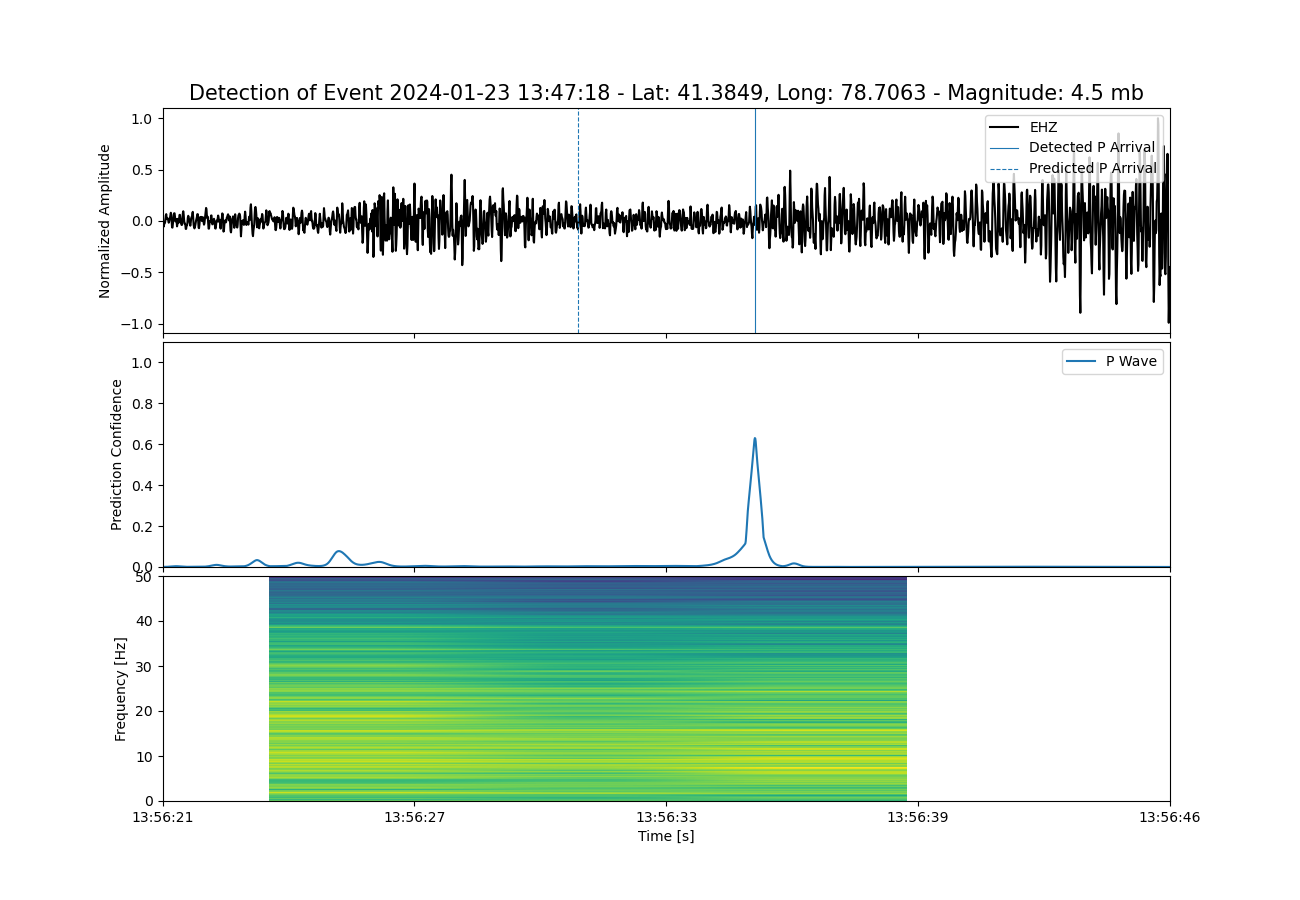 Detection of Event 2024-01-23 13:47:18 - Lat: 41.3849, Long: 78.7063 - Magnitude: 4.5 mb
Normalized Amplitude
1.0
0.5
0.0
−0.5
−1.0
EHZ
Detected P Arrival
Predicted P Arrival
Prediction Confidence
1.0
0.8
0.6
0.4
0.2
0.0
P Wave
Frequency [Hz]
50
40
30
20
10
0
13:56:21 13:56:27 13:56:33 13:56:39 13:56:46
Time [s]